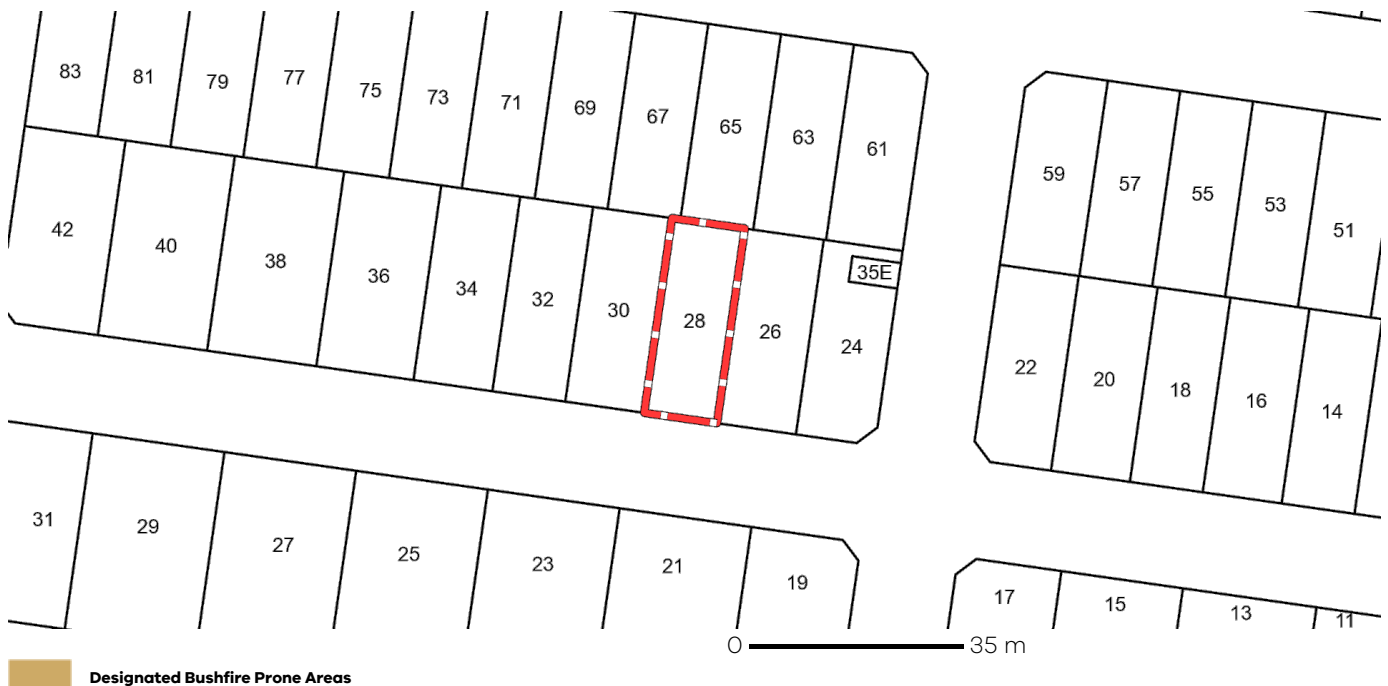 83 81 79 77 75 73 71 69 67 65 63 61
59 57 55 53 51
42 40 38 36 34 32 30 28 26 24
35E
22 20 18 16 14
31 29 27 25 23 21 19
17 15 13 11
0 35 m
Designated Bushfire Prone Areas